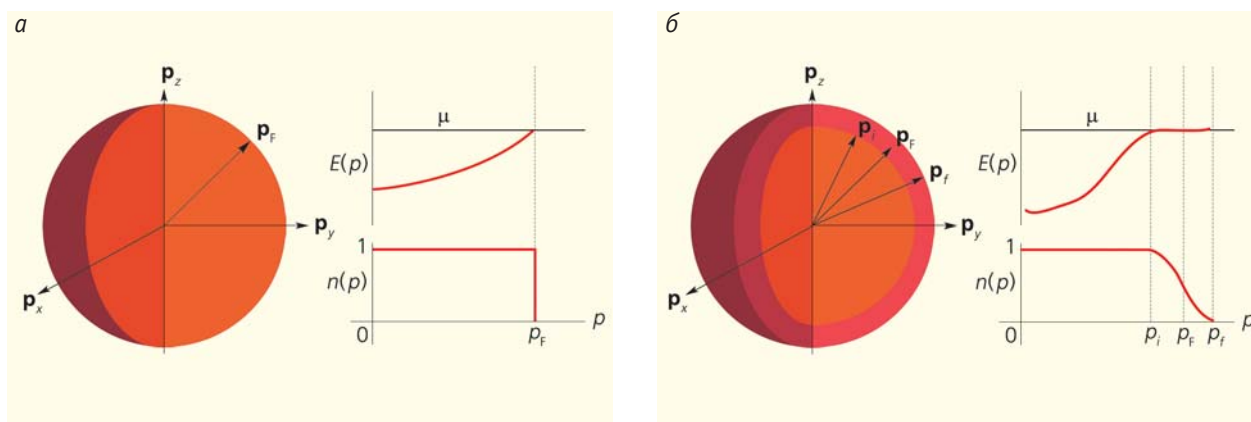 а
p_z
p_F
p_y
p_x
μ
E(p)
1
n(p)
0
p_F
p
б
p_z
p_i
p_F
p_f
p_y
p_x
μ
E(p)
1
n(p)
0
p_i p_F p_f
p